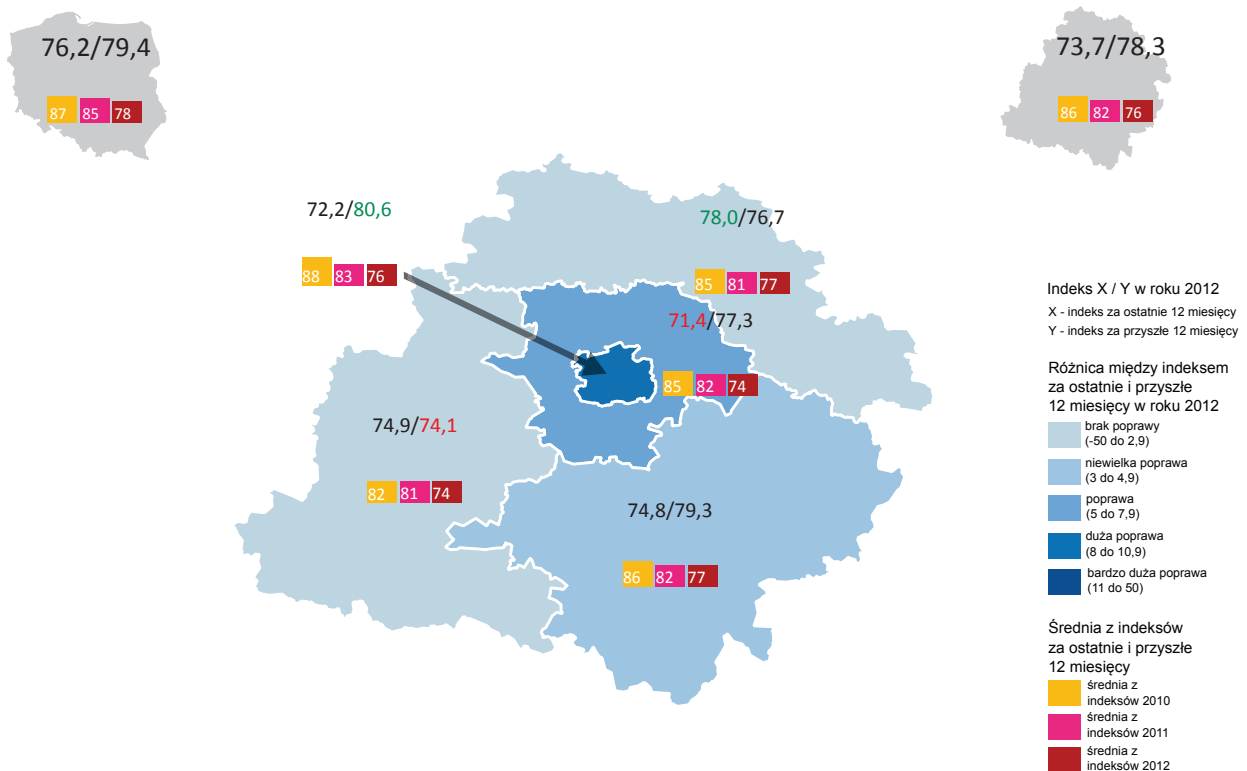 76,2/79,4
87 85 78
73,7/78,3
86 82 76
72,2/80,6
88 83 76
78,0/76,7
85 81 77
71,4/77,3
85 82 74
74,9/74,1
82 81 74
74,8/79,3
86 82 77
Indeks X / Y w roku 2012
X - indeks za ostatnie 12 miesięcy
Y - indeks za przyszłe 12 miesięcy
Różnica między indeksem
za ostatnie i przyszłe
12 miesięcy w roku 2012
brak poprawy
(-50 do 2,9)
niewielka poprawa
(3 do 4,9)
poprawa
(5 do 7,9)
duża poprawa
(8 do 10,9)
bardzo duża poprawa
(11 do 50)
Średnia z indeksów
za ostatnie i przyszłe
12 miesięcy
średnia z
indeksów 2010
średnia z
indeksów 2011
średnia z
indeksów 2012